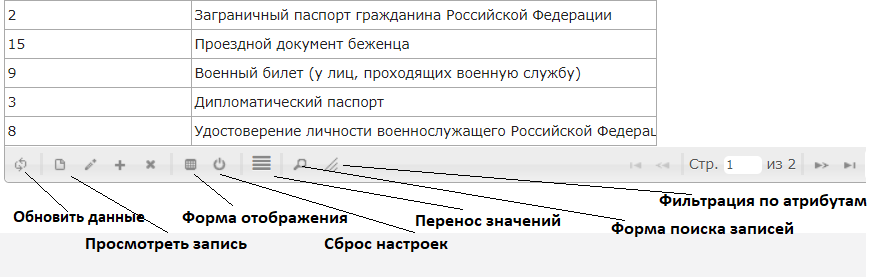 2 Заграничный паспорт гражданина Российской Федерации
15 Проездной документ беженца
9 Военный билет (у лиц, проходящих военную службу)
3 Дипломатический паспорт
8 Удостоверение личности военнослужащего Российской Федерац
Стр. 1 из 2
Фильтрация по атрибутам
Обновить данные
Форма отображения
Перенос значений
Форма поиска записей
Просмотреть запись
Сброс настроек